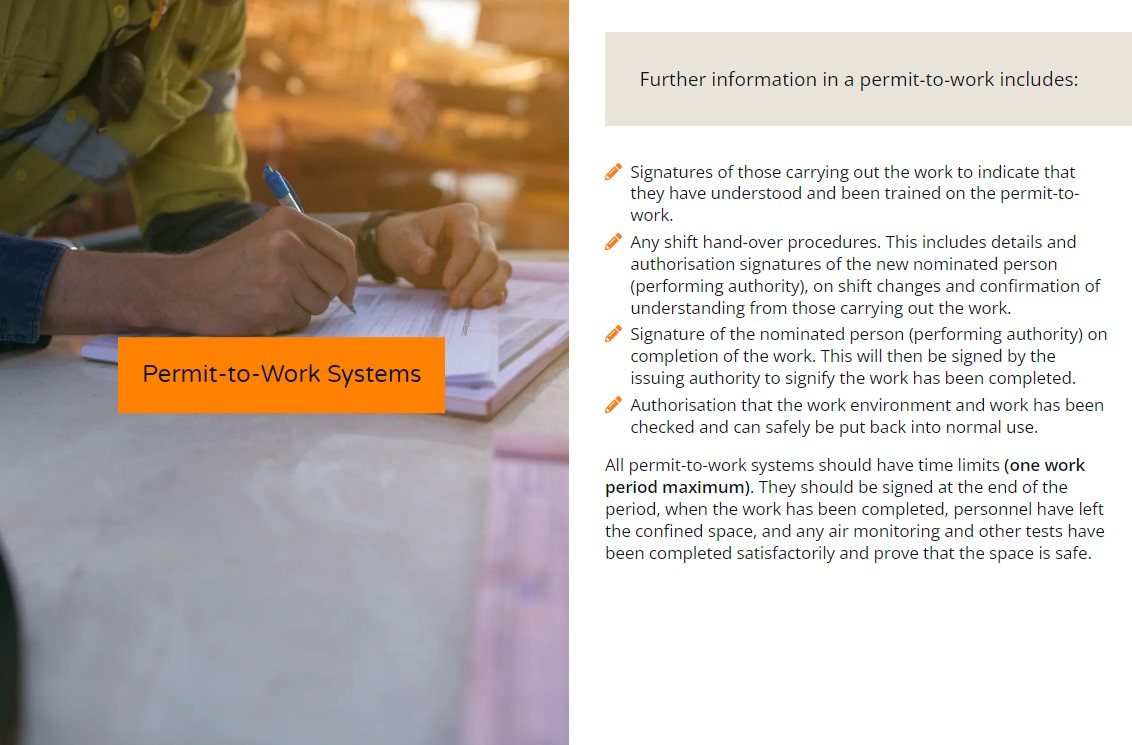 Permit-to-Work Systems
Further information in a permit-to-work includes:
Signatures of those carrying out the work to indicate that
they have understood and been trained on the permit-to-
work.
Any shift hand-over procedures. This includes details and
authorisation signatures of the new nominated person
(performing authority), on shift changes and confirmation of
understanding from those carrying out the work.
Signature of the nominated person (performing authority) on
completion of the work. This will then be signed by the
issuing authority to signify the work has been completed.
Authorisation that the work environment and work has been
checked and can safely be put back into normal use.
All permit-to-work systems should have time limits (one work
period maximum). They should be signed at the end of the
period, when the work has been completed, personnel have left
the confined space, and any air monitoring and other tests have
been completed satisfactorily and prove that the space is safe.